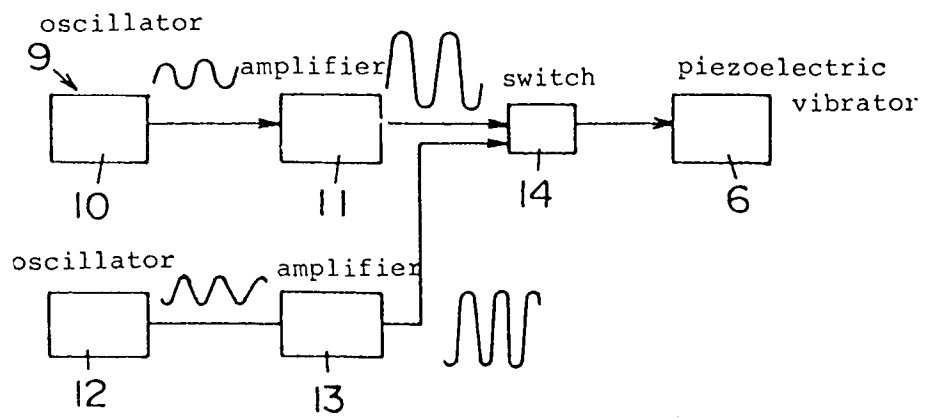 oscillator
9
amplifier
switch
piezoelectric
vibrator
10
11
14
6
oscillator
amplifier
12
13